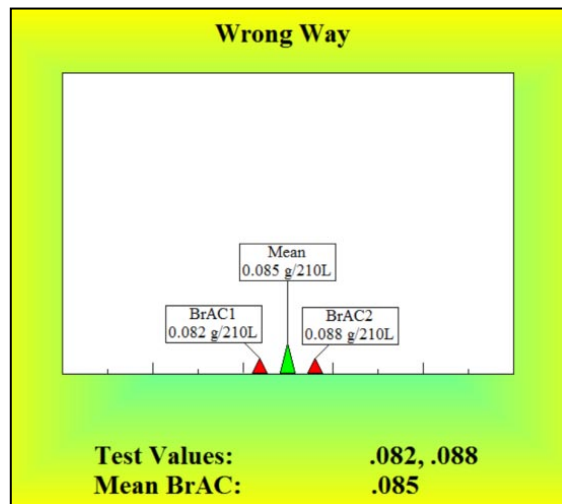 Wrong Way
Mean
0.085 g/210L
BrAC1
0.082 g/210L
BrAC2
0.088 g/210L
Test Values: .082, .088
Mean BrAC: .085